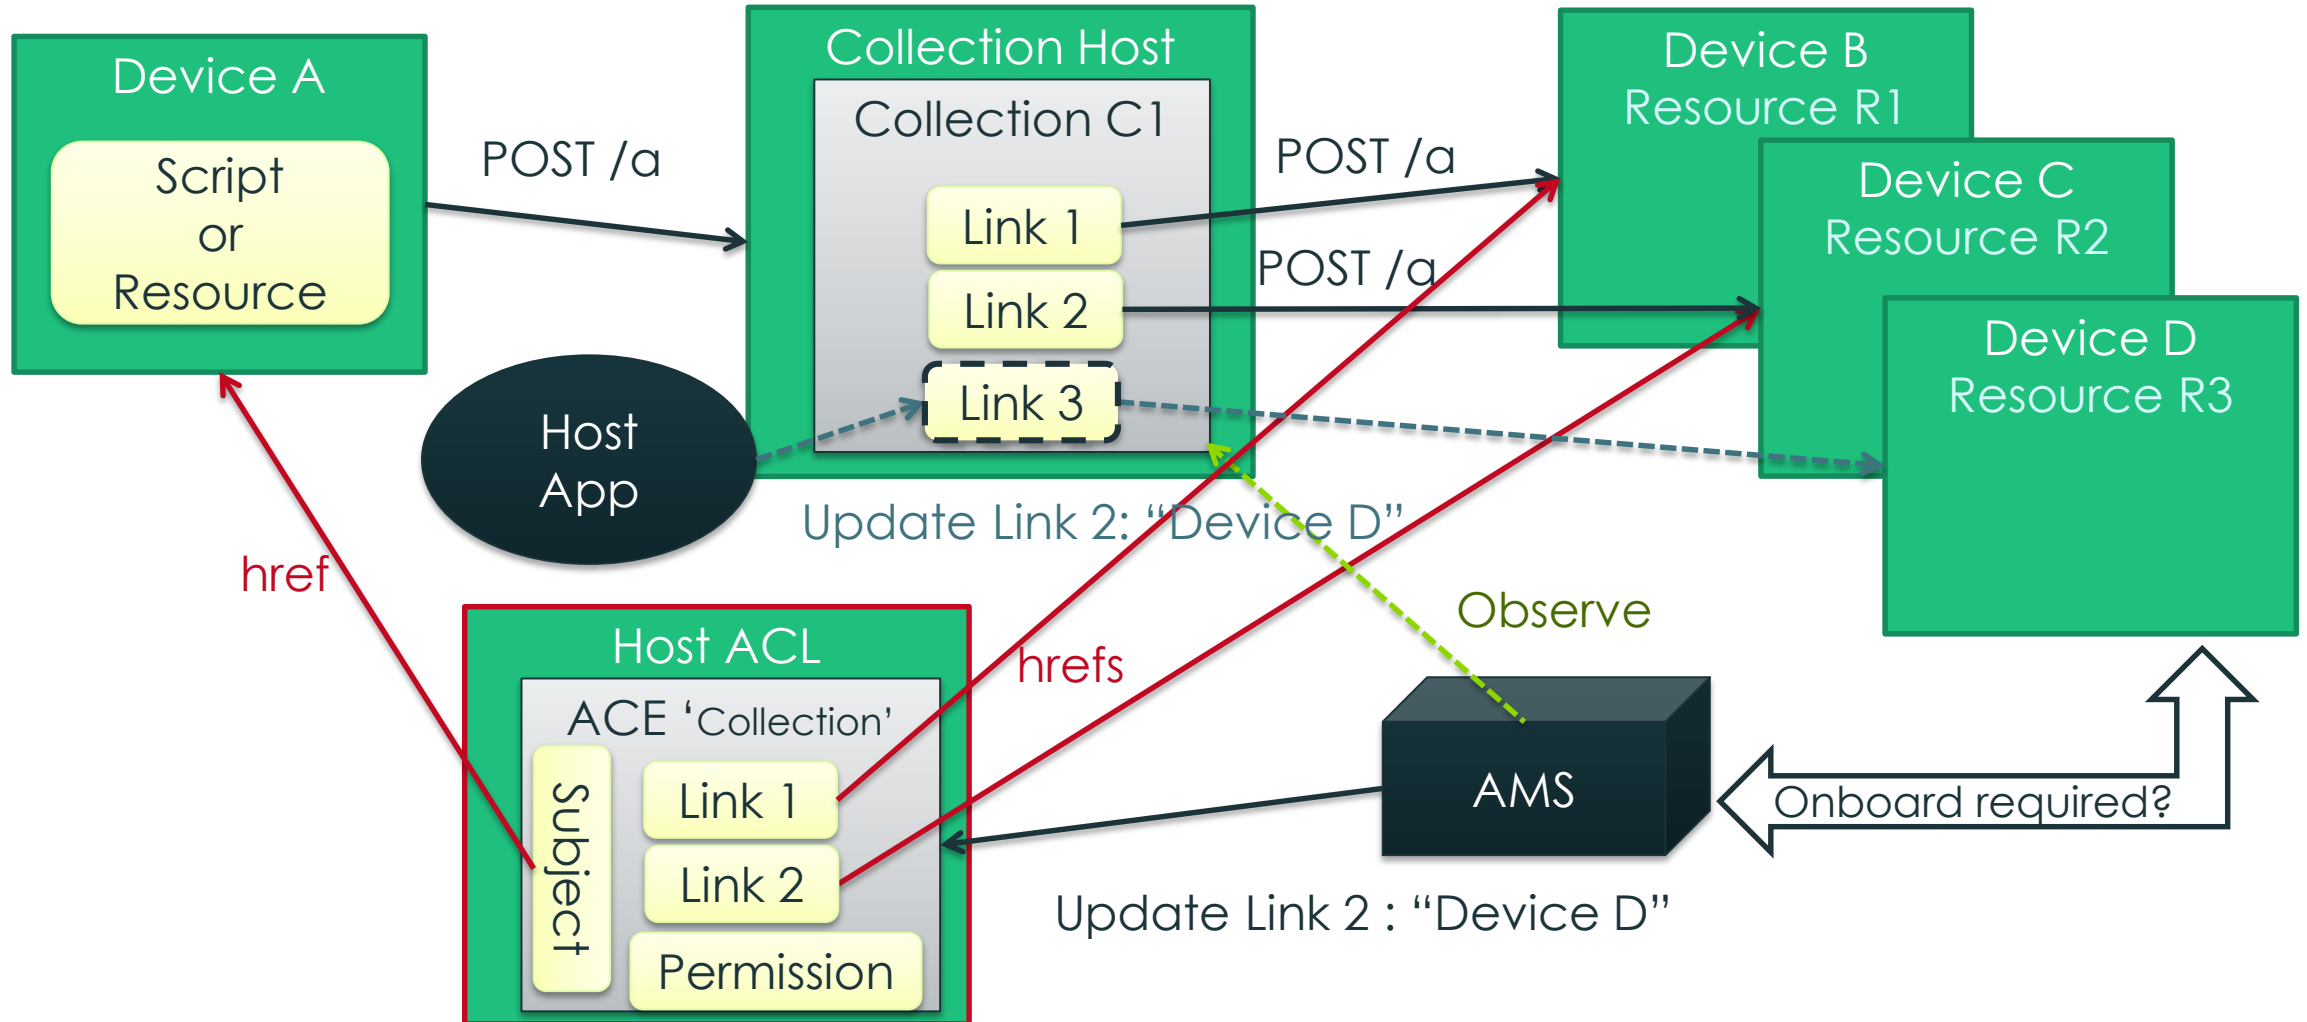 Device A
Script
or
Resource
POST /a
Collection Host
Collection C1
Link 1
Link 2
Link 3
POST /a
POST /a
Device B
Resource R1
Device C
Resource R2
Device D
Resource R3
Host
App
Update Link 2: “Device D”
href
Host ACL
ACE ‘Collection’
Subject
Link 1
Link 2
Permission
hrefs
Observe
AMS
Onboard required?
Update Link 2 : “Device D”